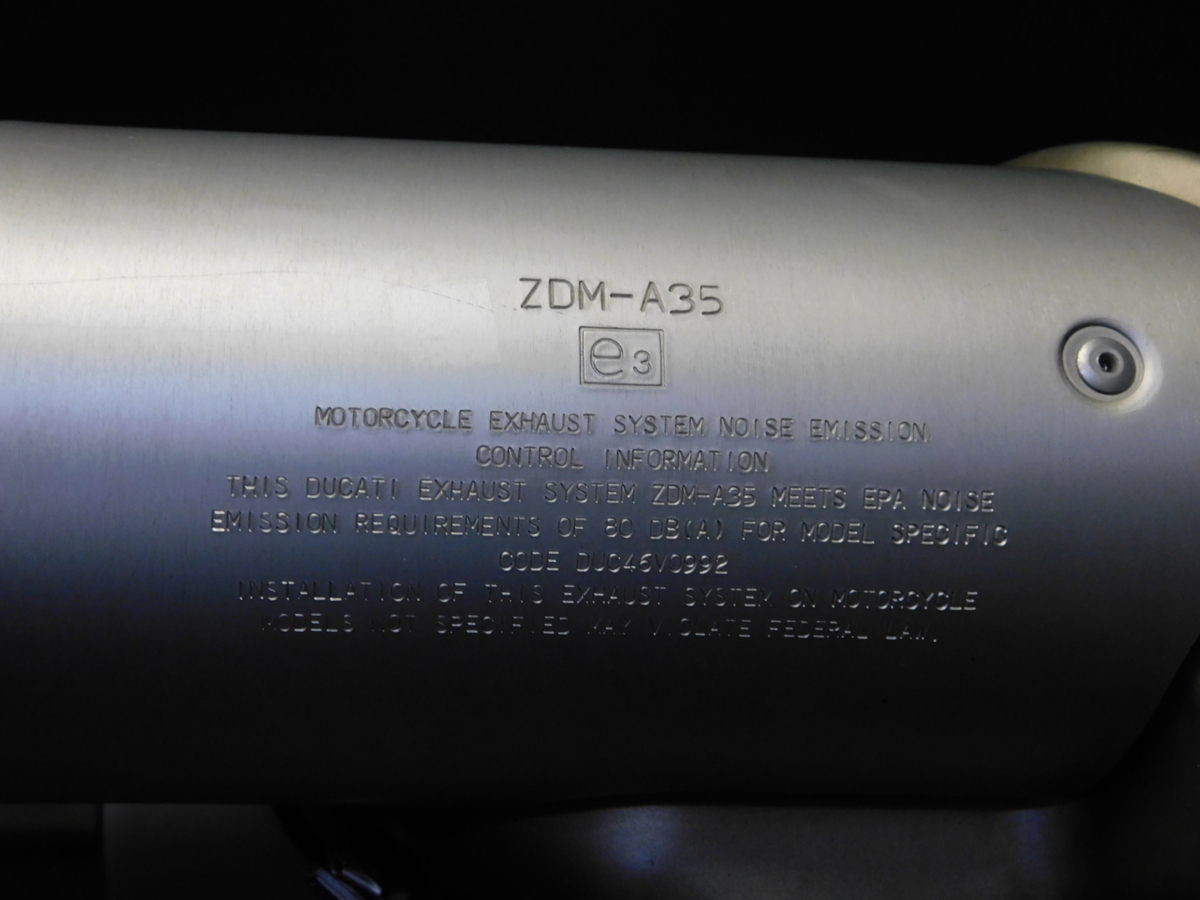 ZDM-A35
e3
MOTORCYCLE EXHAUST SYSTEM NOISE EMISSION
CONTROL INFORMATION
THIS DUCATI EXHAUST SYSTEM ZDM-A35 MEETS EPA NOISE
EMISSION REQUIREMENTS OF 80 DB(A) FOR MODEL SPECIFIC
CODE DUC46V0992
INSTALLATION OF THIS EXHAUST SYSTEM ON MOTORCYCLE
MODELS NOT SPECIFIED MAY VIOLATE FEDERAL LAW.